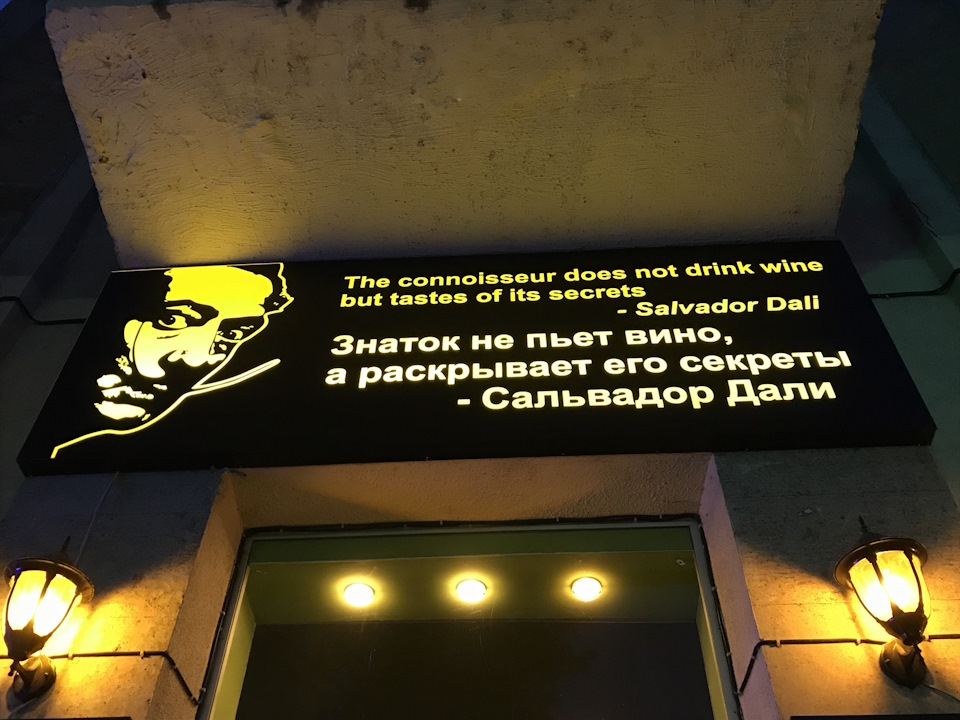 The connoisseur does not drink wine
but tastes of its secrets
- Salvador Dali
Знаток не пьет вино,
а раскрывает его секреты
- Сальвадор Дали